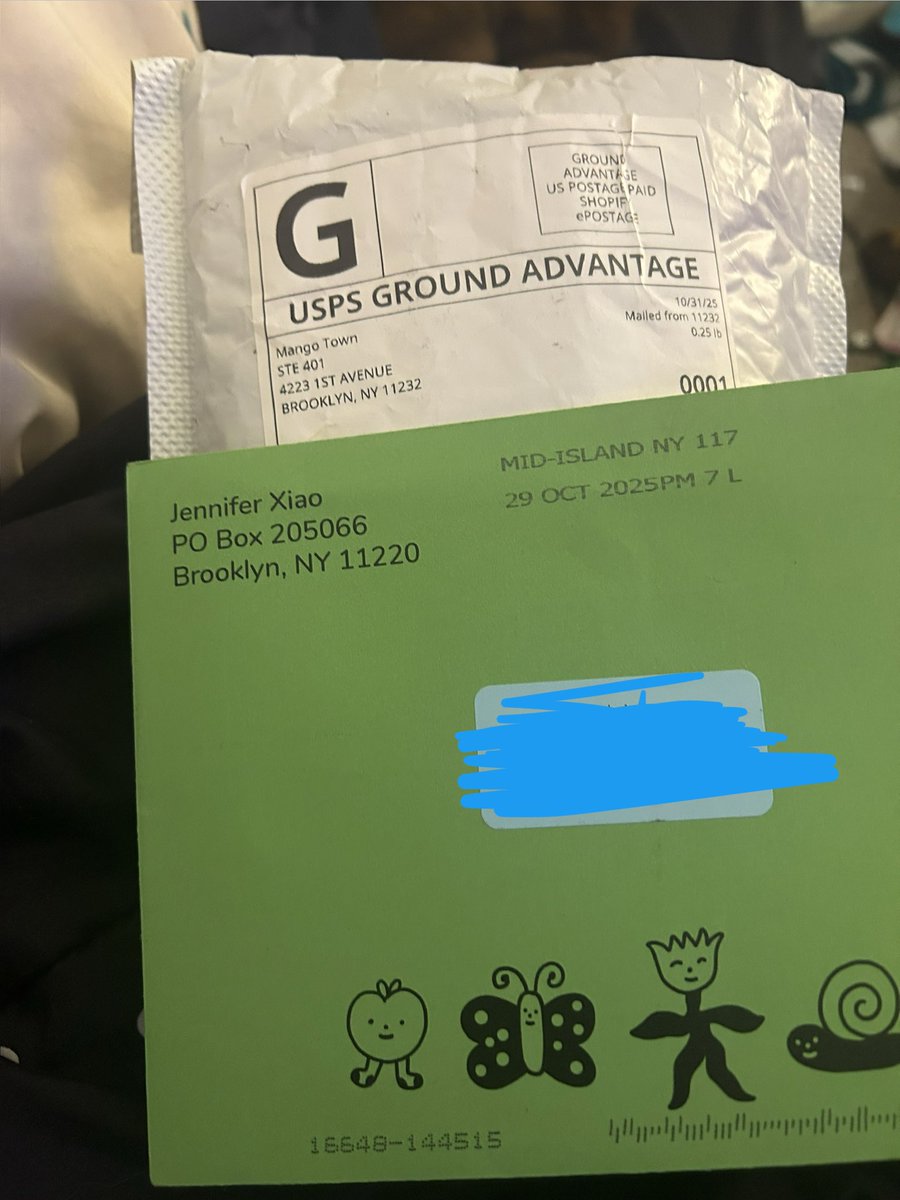 GROUND
ADVANTAGE
US POSTAGE PAID
SHOPIF
ePOSTAGE
G
USPS GROUND ADVANTAGE
10/31/25
Mailed from 11232
0.25 lb
Mango Town
STE 401
4223 1ST AVENUE
BROOKLYN, NY 11232
0001
MID-ISLAND NY 117
29 OCT 2025PM 7 L
Jennifer Xiao
PO Box 205066
Brooklyn, NY 11220
16648-144515